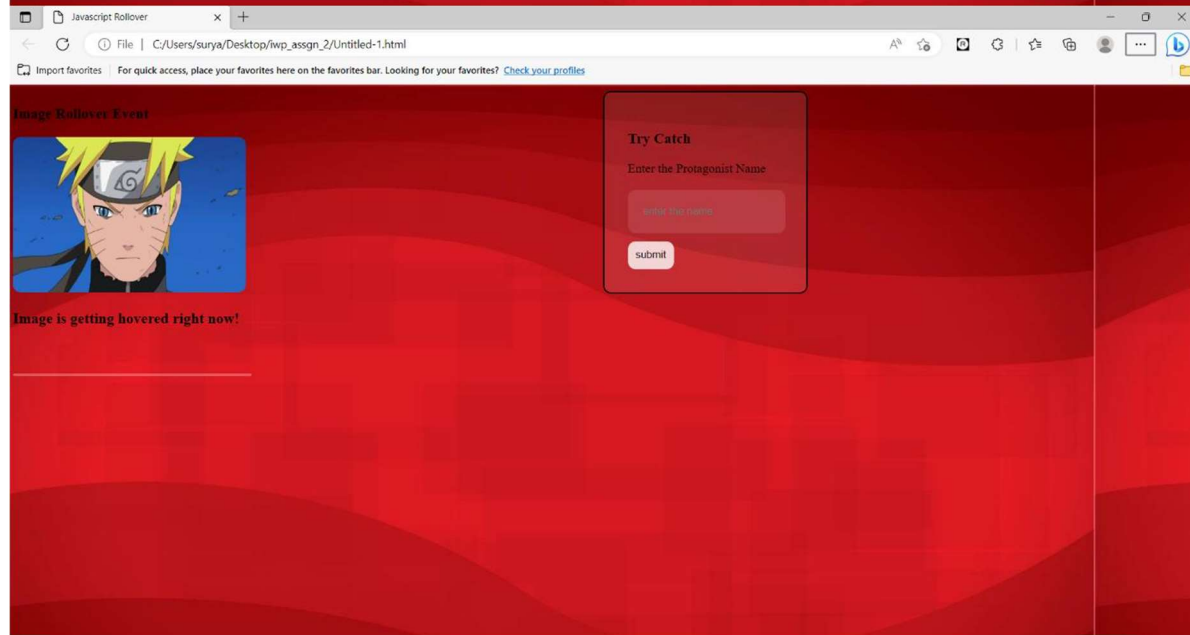 Javascript Rollover
File | C:/Users/surya/Desktop/iwp_assgn_2/Untitled-1.html
Import favorites | For quick access, place your favorites here on the favorites bar. Looking for your favorites? Check your profiles
Image Rollover Event
Image is getting hovered right now!
Try Catch
Enter the Protagonist Name
enter the name
submit